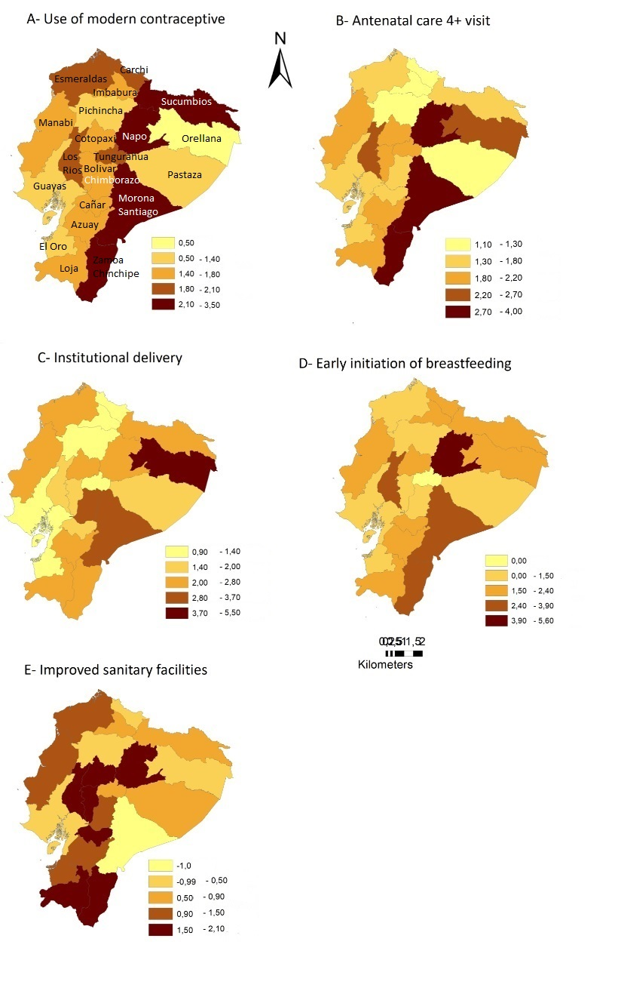 A- Use of modern contraceptive
B- Antenatal care 4+ visit
N
Carchi
Esmeraldas
Imbabura
Sucumbios
Pichincha
Manabi
Cotopaxi
Napo
Orellana
Los
Rios
Tungurahua
Bolivar
Chimborazo
Pastaza
Guayas
Morona
Santiago
Cañar
Azuay
El Oro
Loja
Zamoa
Chinchipe
0,50
0,50 - 1,40
1,40 - 1,80
1,80 - 2,10
2,10 - 3,50
1,10 - 1,30
1,30 - 1,80
1,80 - 2,20
2,20 - 2,70
2,70 - 4,00
C- Institutional delivery
D- Early initiation of breastfeeding
0,90 - 1,40
1,40 - 2,00
2,00 - 2,80
2,80 - 3,70
3,70 - 5,50
0,00
0,00 - 1,50
1,50 - 2,40
2,40 - 3,90
3,90 - 5,60
Kilometers
E- Improved sanitary facilities
-1,0
-0,99 - 0,50
0,50 - 0,90
0,90 - 1,50
1,50 - 2,10